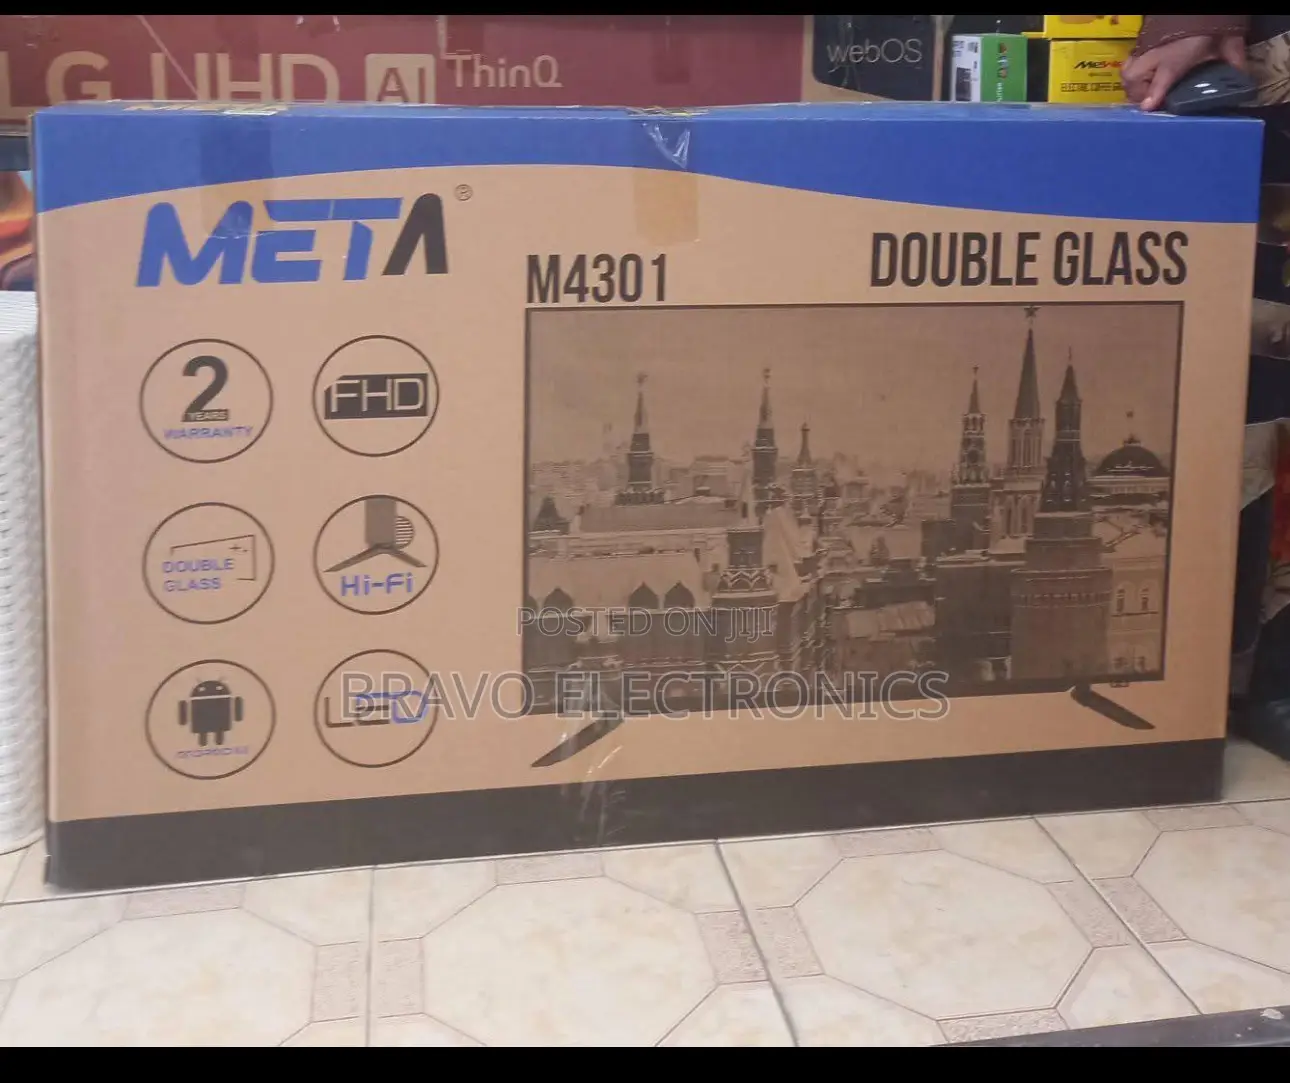 LG UHD AI ThinQ
webOS
META®
M4301
DOUBLE GLASS
2
YEARS
WARRANTY
FHD
DOUBLE
GLASS
Hi-Fi
LED
POSTED ON JIJI
BRAVO ELECTRONICS